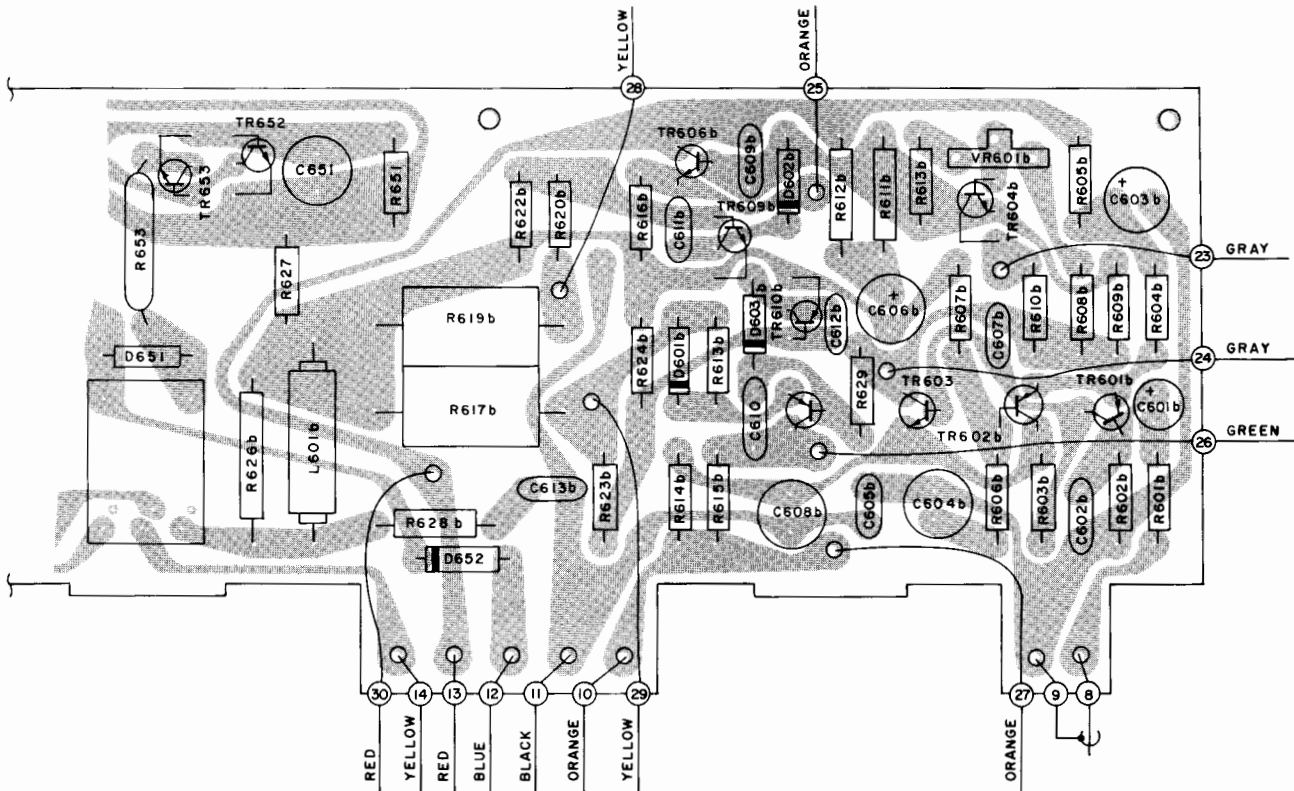 YELLOW
ORANGE
28
25
TR652
TR653
C651
R651
R653
R627
D651
R626b
L601b
R622b
R620b
R616b
C611b
TR606b
C609b
D602b
TR609b
R612b
R611b
R613b
VR601b
TR604b
R605b
C603b
+
23
GRAY
R619b
R617b
R624b
D601b
R613b
D603b
TR610b
C612b
C606b
+
R607b
C607b
R610b
R608b
R609b
R604b
24
GRAY
C610
R629
TR603
TR602b
TR601b
C601b
+
26
GREEN
C613b
R623b
R614b
R615b
C608b
C605b
C604b
R606b
R603b
C602b
R602b
R601b
R628b
D652
30
14
13
12
11
10
29
27
9
8
RED
YELLOW
RED
BLUE
BLACK
ORANGE
YELLOW
ORANGE